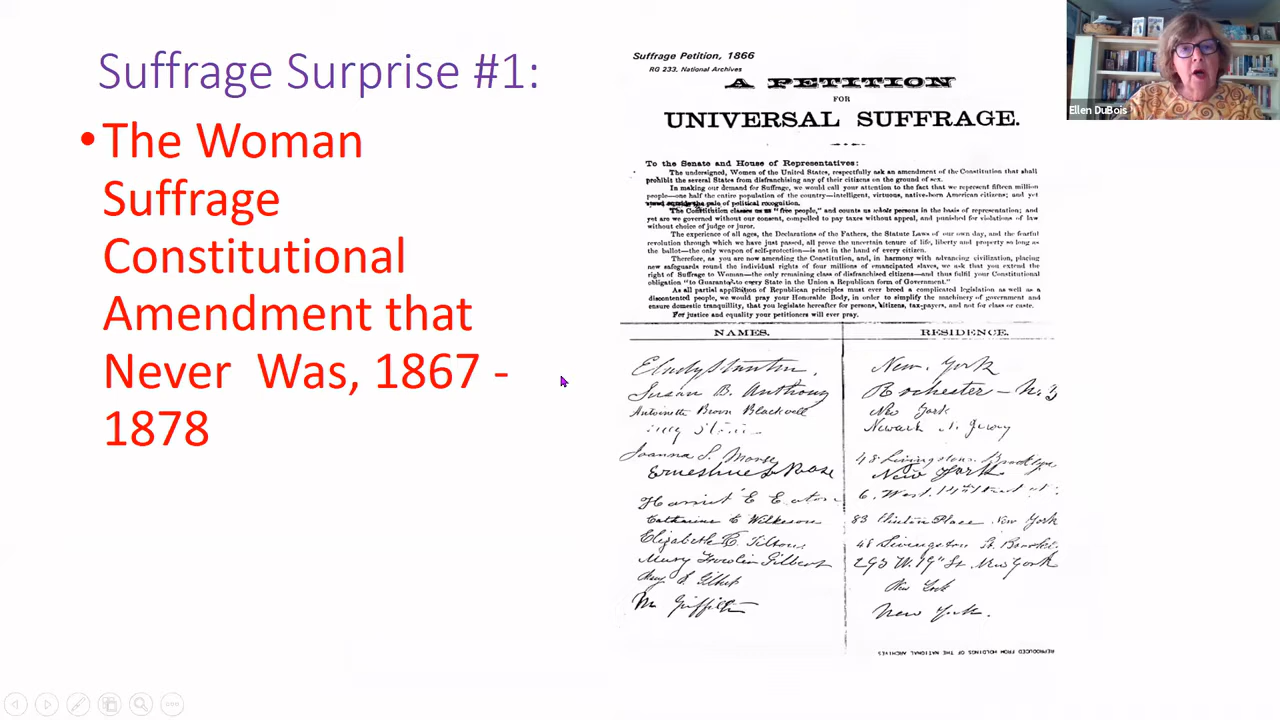 Suffrage Surprise #1:
•The Woman
Suffrage
Constitutional
Amendment that
Never Was, 1867 -
1878
Suffrage Petition, 1866
RG 233, National Archives
A PETITION
FOR
UNIVERSAL SUFFRAGE.
To the Senate and House of Representatives:
The undersigned, Women of the United States, respectfully ask an amendment of the Constitution that shall
prohibit the several States from disfranchising any of their citizens on the ground of sex.
In making our demand for Suffrage, we would call your attention to the fact that we represent fifteen million
people—one half the entire population of the country—intelligent, virtuous, native-born American citizens; and yet
stand outside the pale of political recognition.
The Constitution classes us as "free people," and counts us whole persons in the basis of representation; and
yet are we governed without our consent, compelled to pay taxes without appeal, and punished for violations of law
without choice of judge or juror.
The experience of all ages, the Declarations of the Fathers, the Statute Laws of our own day, and the fearful
revolution through which we have just passed, all prove the uncertain tenure of life, liberty and property so long as
the ballot—the only weapon of self-protection—is not in the hand of every citizen.
Therefore, as you are now amending the Constitution, and, in harmony with advancing civilization, placing
new safeguards round the individual rights of four millions of emancipated slaves, we ask that you extend the
right of Suffrage to Woman—the only remaining class of disfranchised citizens—and thus fulfil your Constitutional
obligation "to Guarantee to every State in the Union a Republican form of Government."
As all partial application of Republican principles must ever breed a complicated legislation as well as a
discontented people, we would pray your Honorable Body, in order to simplify the machinery of government and
ensure domestic tranquillity, that you legislate hereafter for persons, citizens, tax-payers, and not for class or caste.
For justice and equality your petitioners will ever pray.
NAMES. RESIDENCE.
E Cady Stanton. New York
Susan B. Anthony Rochester - N.Y
Antoinette Brown Blackwell New York
Lucy Stone Newark N. Jersey
Joanna S. Morse 48 Livingston. Brooklyn
Ernestine L Rose New York
Harriet E Eaton 6. West. 14th Street
Catharine E Wilkeson 83 Clinton Place New York
Elizabeth R. Tilton 48 Livingston St. Brooklyn
Mary Fowler Gilbert 293 W. 19" St. New York
Mary E Gilbert New York
M Griffith New York.
REPRODUCED FROM HOLDINGS OF THE NATIONAL ARCHIVES
Ellen DuBois